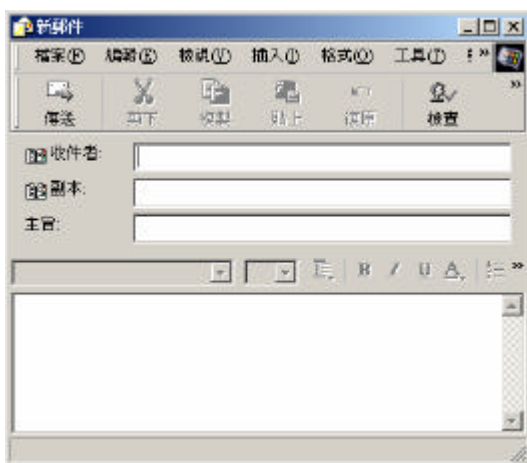 新郵件
檔案(F) 編輯(E) 檢視(V) 插入(I) 格式(O) 工具(T)
傳送 剪下 複製 貼上 復原 檢查
收件者:
副本:
主旨:
B I U A